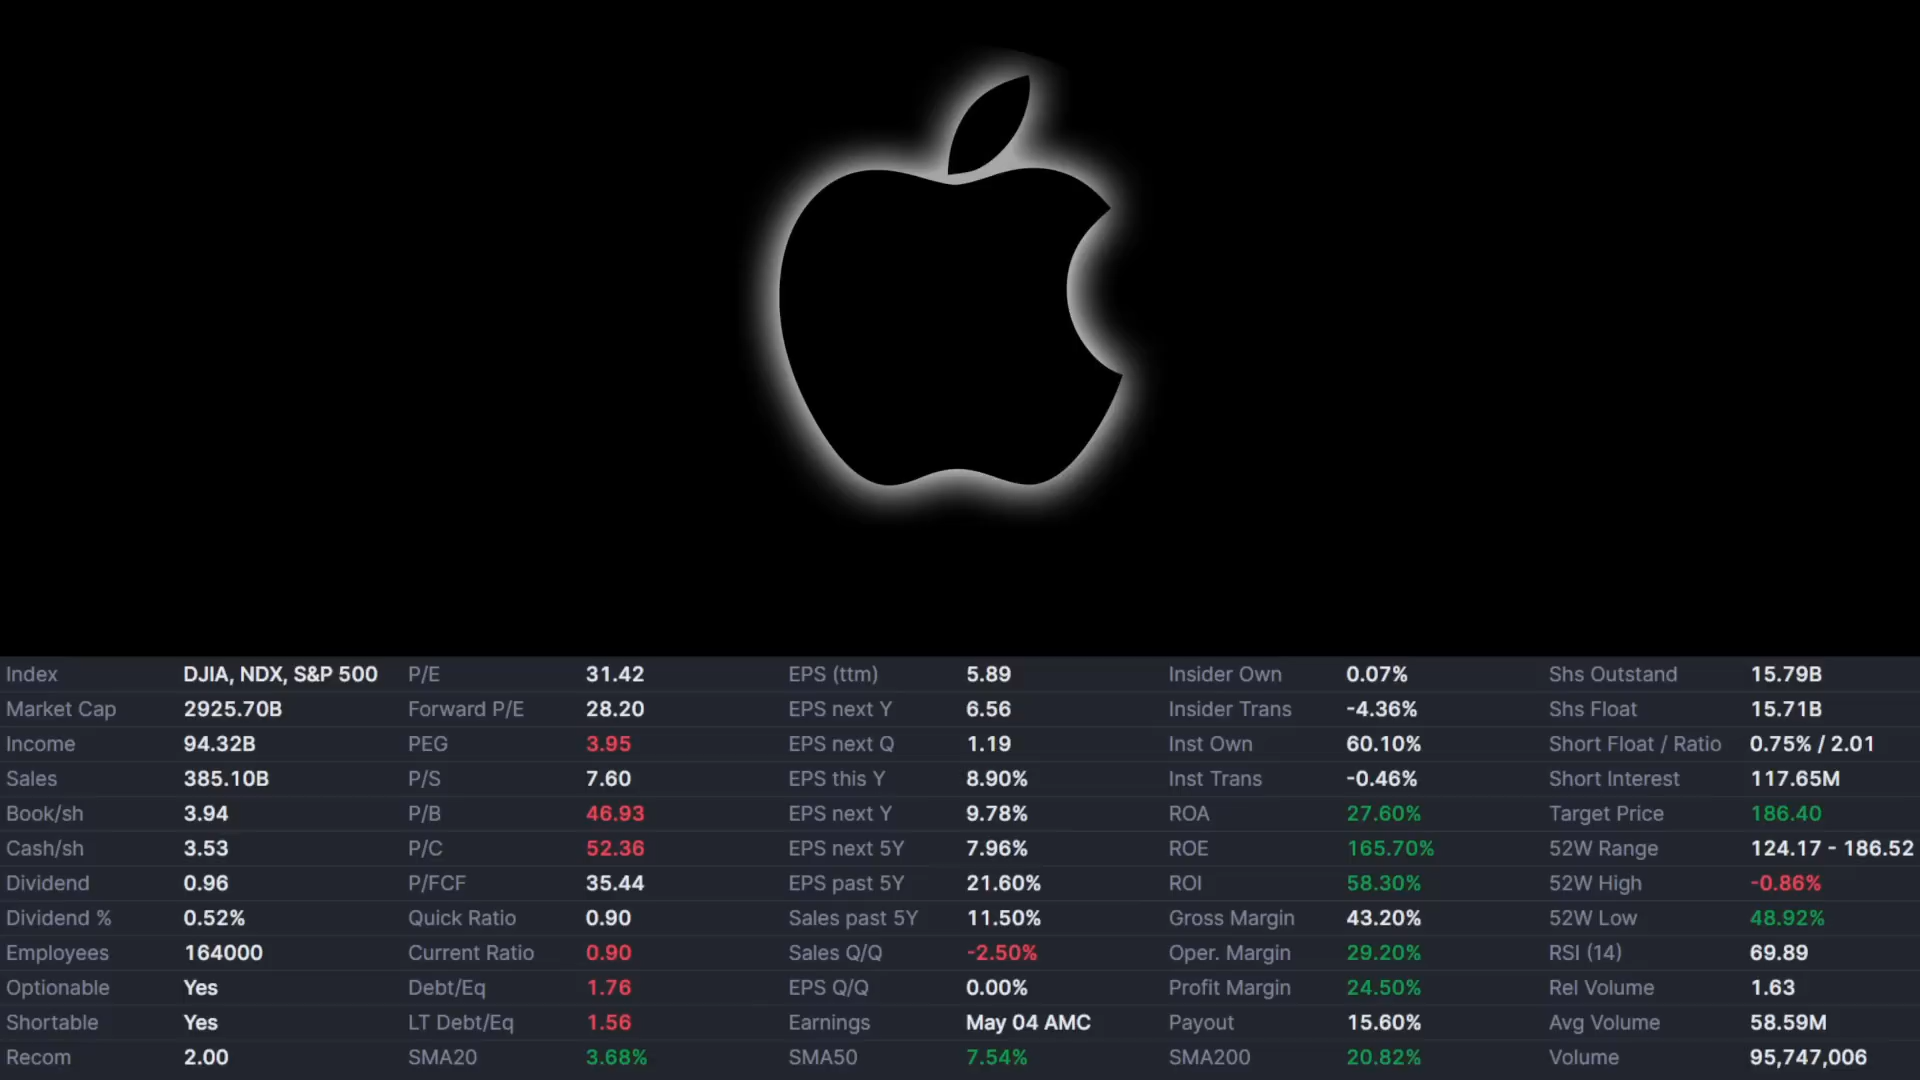 Index DJIA, NDX, S&P 500 P/E 31.42 EPS (ttm) 5.89 Insider Own 0.07% Shs Outstand 15.79B
Market Cap 2925.70B Forward P/E 28.20 EPS next Y 6.56 Insider Trans -4.36% Shs Float 15.71B
Income 94.32B PEG 3.95 EPS next Q 1.19 Inst Own 60.10% Short Float / Ratio 0.75% / 2.01
Sales 385.10B P/S 7.60 EPS this Y 8.90% Inst Trans -0.46% Short Interest 117.65M
Book/sh 3.94 P/B 46.93 EPS next Y 9.78% ROA 27.60% Target Price 186.40
Cash/sh 3.53 P/C 52.36 EPS next 5Y 7.96% ROE 165.70% 52W Range 124.17 - 186.52
Dividend 0.96 P/FCF 35.44 EPS past 5Y 21.60% ROI 58.30% 52W High -0.86%
Dividend % 0.52% Quick Ratio 0.90 Sales past 5Y 11.50% Gross Margin 43.20% 52W Low 48.92%
Employees 164000 Current Ratio 0.90 Sales Q/Q -2.50% Oper. Margin 29.20% RSI (14) 69.89
Optionable Yes Debt/Eq 1.76 EPS Q/Q 0.00% Profit Margin 24.50% Rel Volume 1.63
Shortable Yes LT Debt/Eq 1.56 Earnings May 04 AMC Payout 15.60% Avg Volume 58.59M
Recom 2.00 SMA20 3.68% SMA50 7.54% SMA200 20.82% Volume 95,747,006